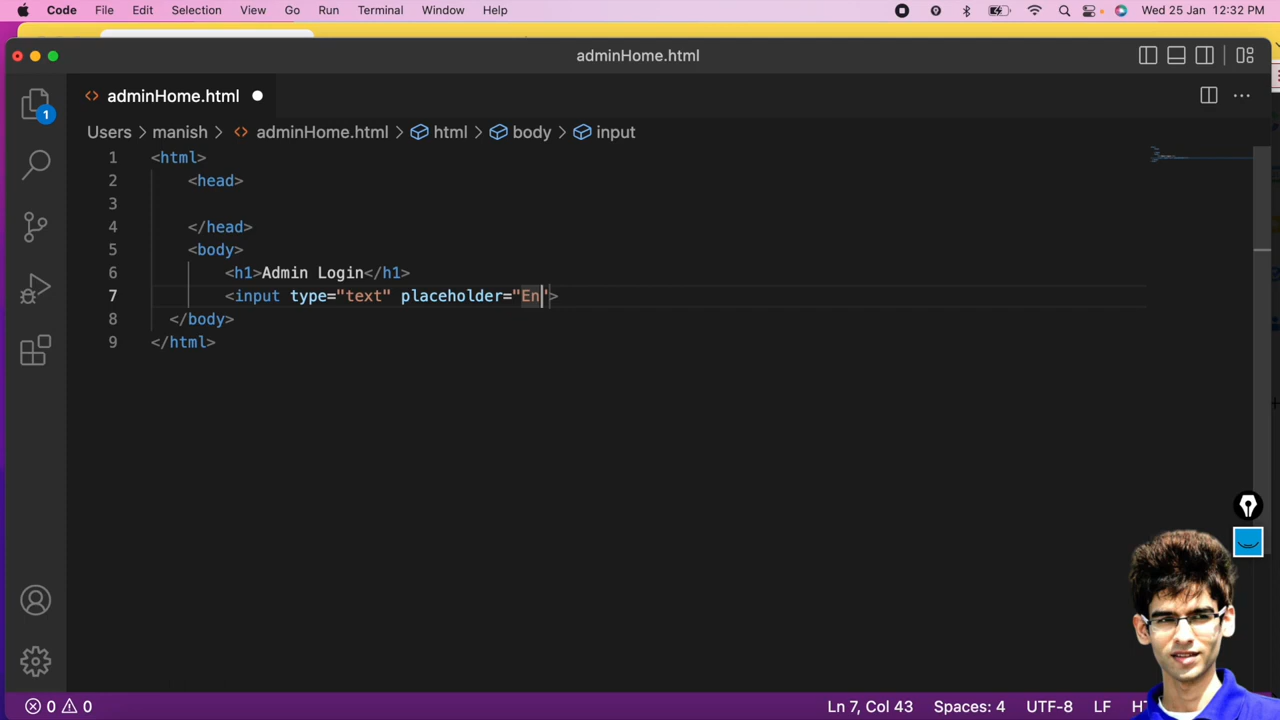 Code File Edit Selection View Go Run Terminal Window Help Wed 25 Jan 12:32 PM
adminHome.html
adminHome.html
1
Users > manish > adminHome.html > html > body > input
1 <html>
2 <head>
3
4 </head>
5 <body>
6 <h1>Admin Login</h1>
7 <input type="text" placeholder="En">
8 </body>
9 </html>
0 0 Ln 7, Col 43 Spaces: 4 UTF-8 LF